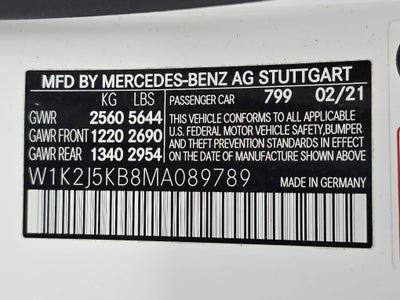 MFD BY MERCEDES-BENZ AG STUTTGART
KG LBS PASSENGER CAR 799 02/21
GVWR 2560 5644 THIS VEHICLE CONFORMS TO ALL APPLICABLE
GAWR FRONT 1220 2690 U.S. FEDERAL MOTOR VEHICLE SAFETY,BUMPER
GAWR REAR 1340 2954 AND THEFT PREVENTION STANDARDS IN EFFECT
ON THE DATE OF MANUFACTURE SHOWN ABOVE.
W1K2J5KB8MA089789 MADE IN GERMANY